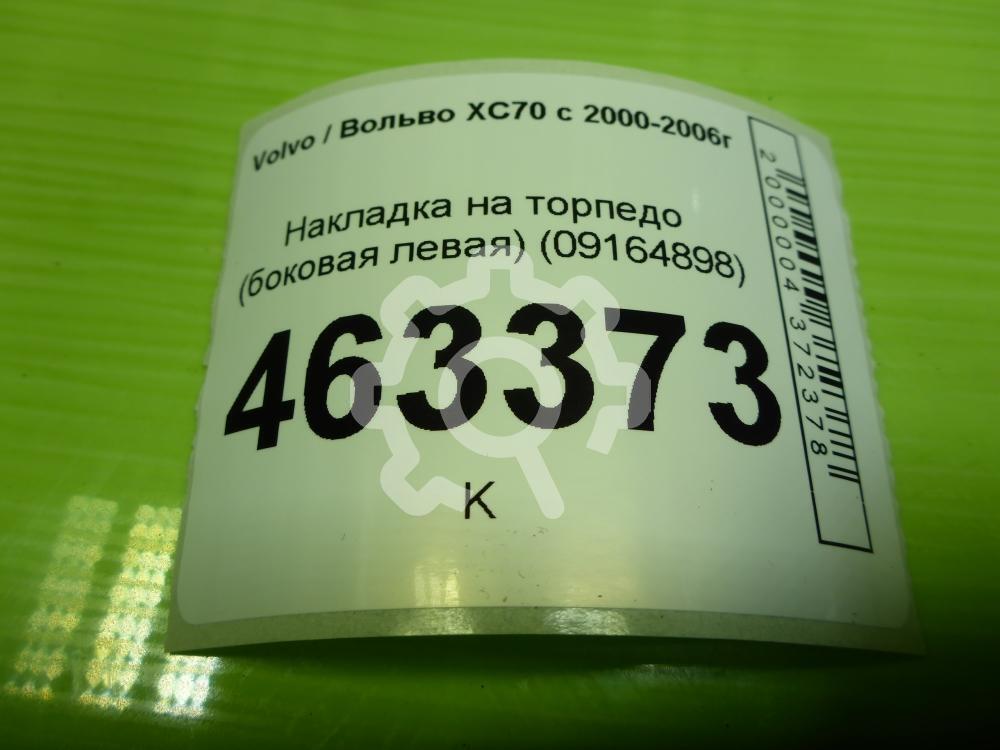 Volvo / Вольво XC70 с 2000-2006г
Накладка на торпедо
(боковая левая) (09164898)
463373
К
2000004372378